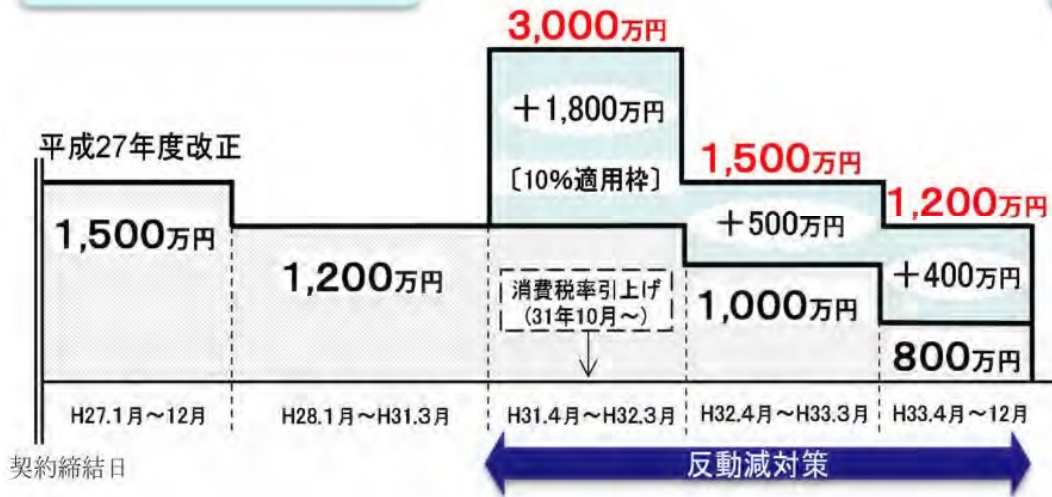 3,000万円
+1,800万円
平成27年度改正
〔10%適用枠〕
1,500万円
1,500万円
+500万円
1,200万円
1,200万円
消費税率引上げ
(31年10月~)
+400万円
1,000万円
800万円
H27.1月~12月
H28.1月~H31.3月
H31.4月~H32.3月
H32.4月~H33.3月
H33.4月~12月
契約締結日
反動減対策